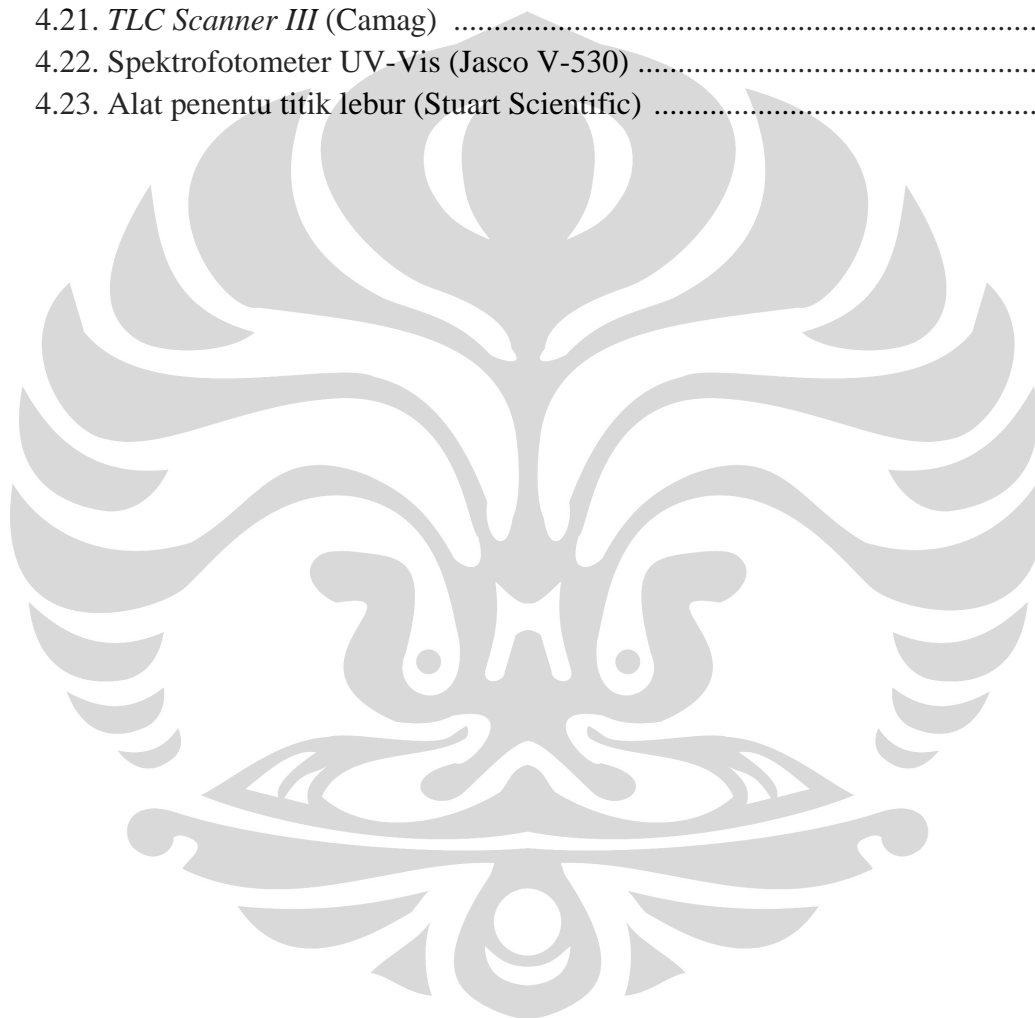 4.21. TLC Scanner III (Camag) ........................................................................................
4.22. Spektrofotometer UV-Vis (Jasco V-530) ..........................................................
4.23. Alat penentu titik lebur (Stuart Scientific) ........................................................